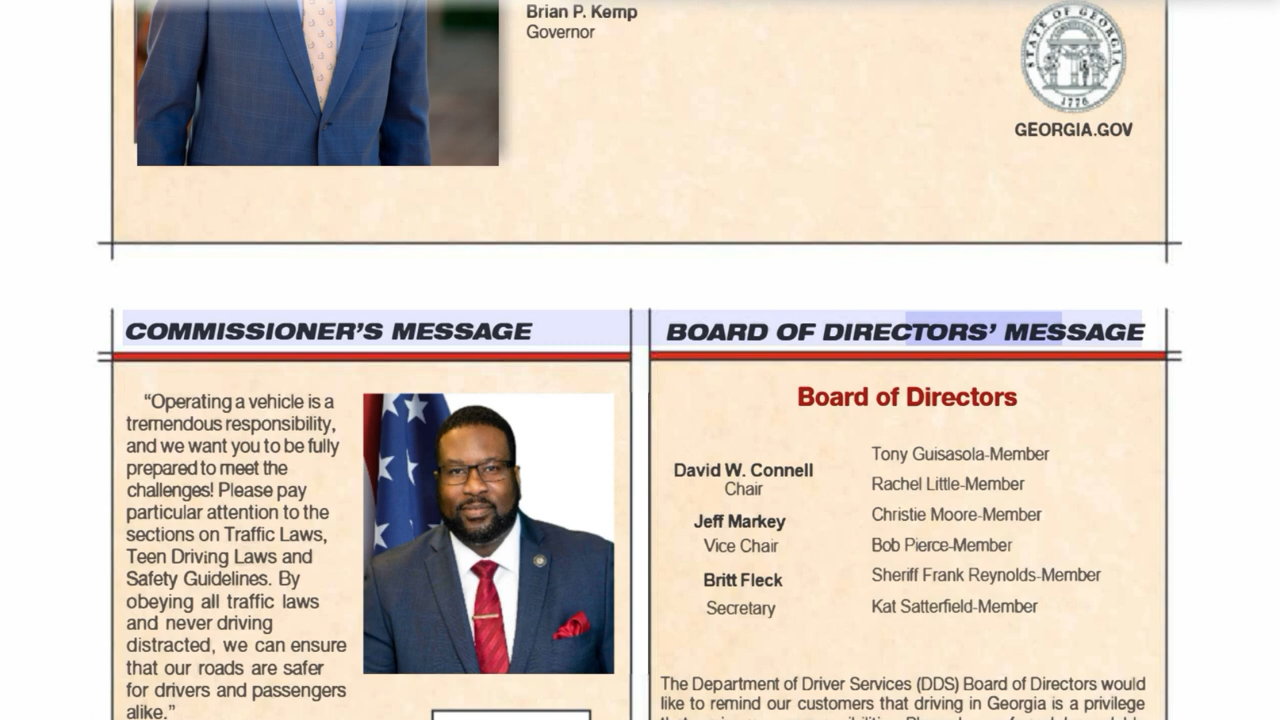 Brian P. Kemp
Governor
STATE OF GEORGIA
1776
GEORGIA.GOV
COMMISSIONER'S MESSAGE
“Operating a vehicle is a
tremendous responsibility,
and we want you to be fully
prepared to meet the
challenges! Please pay
particular attention to the
sections on Traffic Laws,
Teen Driving Laws and
Safety Guidelines. By
obeying all traffic laws
and never driving
distracted, we can ensure
that our roads are safer
for drivers and passengers
alike.”
BOARD OF DIRECTORS' MESSAGE
Board of Directors
David W. Connell
Chair
Jeff Markey
Vice Chair
Britt Fleck
Secretary
Tony Guisasola-Member
Rachel Little-Member
Christie Moore-Member
Bob Pierce-Member
Sheriff Frank Reynolds-Member
Kat Satterfield-Member
The Department of Driver Services (DDS) Board of Directors would
like to remind our customers that driving in Georgia is a privilege